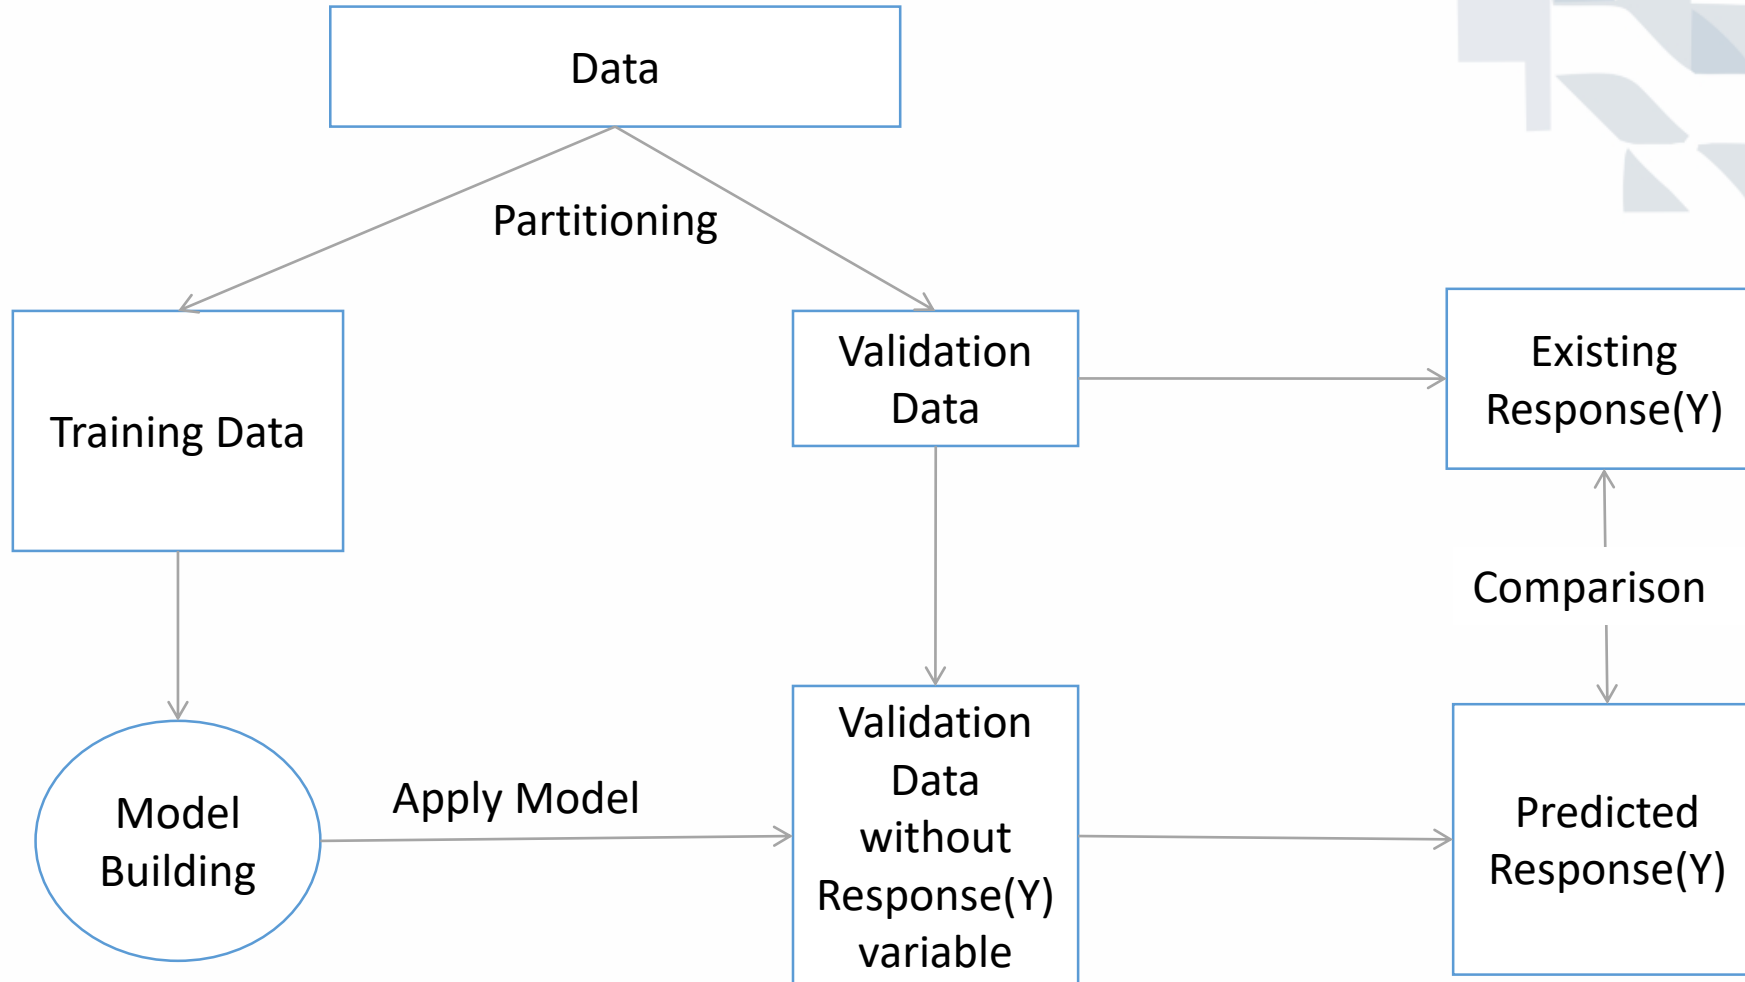 Data
Partitioning
Training Data
Validation
Data
Existing
Response(Y)
Comparison
Model
Building
Apply Model
Validation
Data
without
Response(Y)
variable
Predicted
Response(Y)